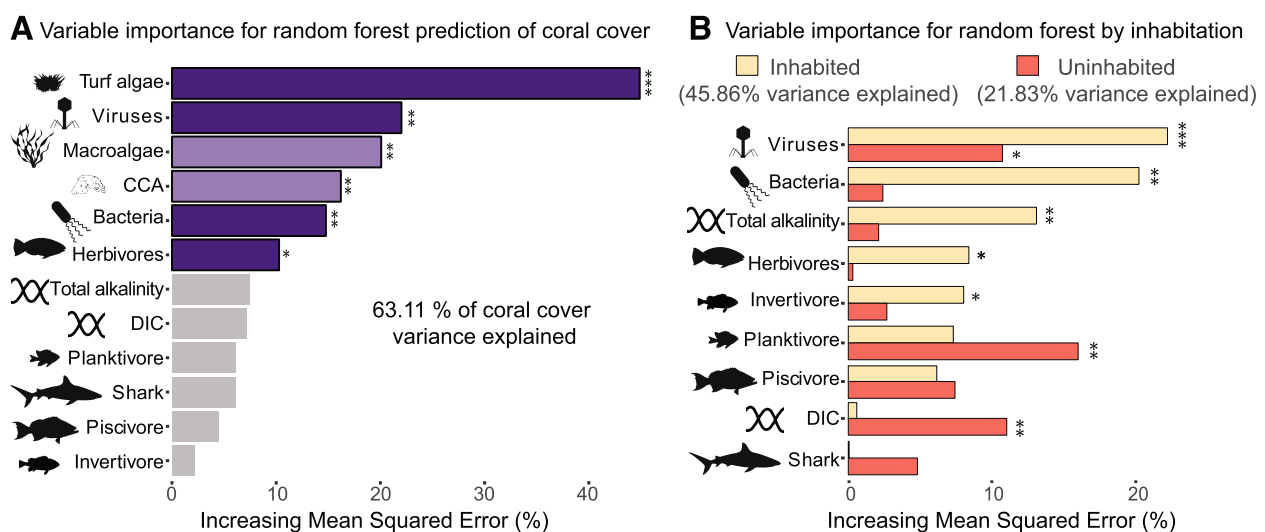 A Variable importance for random forest prediction of coral cover
Turf algae
***
Viruses
**
Macroalgae
**
CCA
**
Bacteria
**
Herbivores
*
Total alkalinity
DIC
Planktivore
Shark
Piscivore
Invertivore
63.11 % of coral cover
variance explained
0 10 20 30 40
Increasing Mean Squared Error (%)
B Variable importance for random forest by inhabitation
Inhabited Uninhabited
(45.86% variance explained) (21.83% variance explained)
Viruses
***
*
Bacteria
**
Total alkalinity
**
Herbivores
*
Invertivore
*
Planktivore
**
Piscivore
DIC
**
Shark
0 10 20
Increasing Mean Squared Error (%)